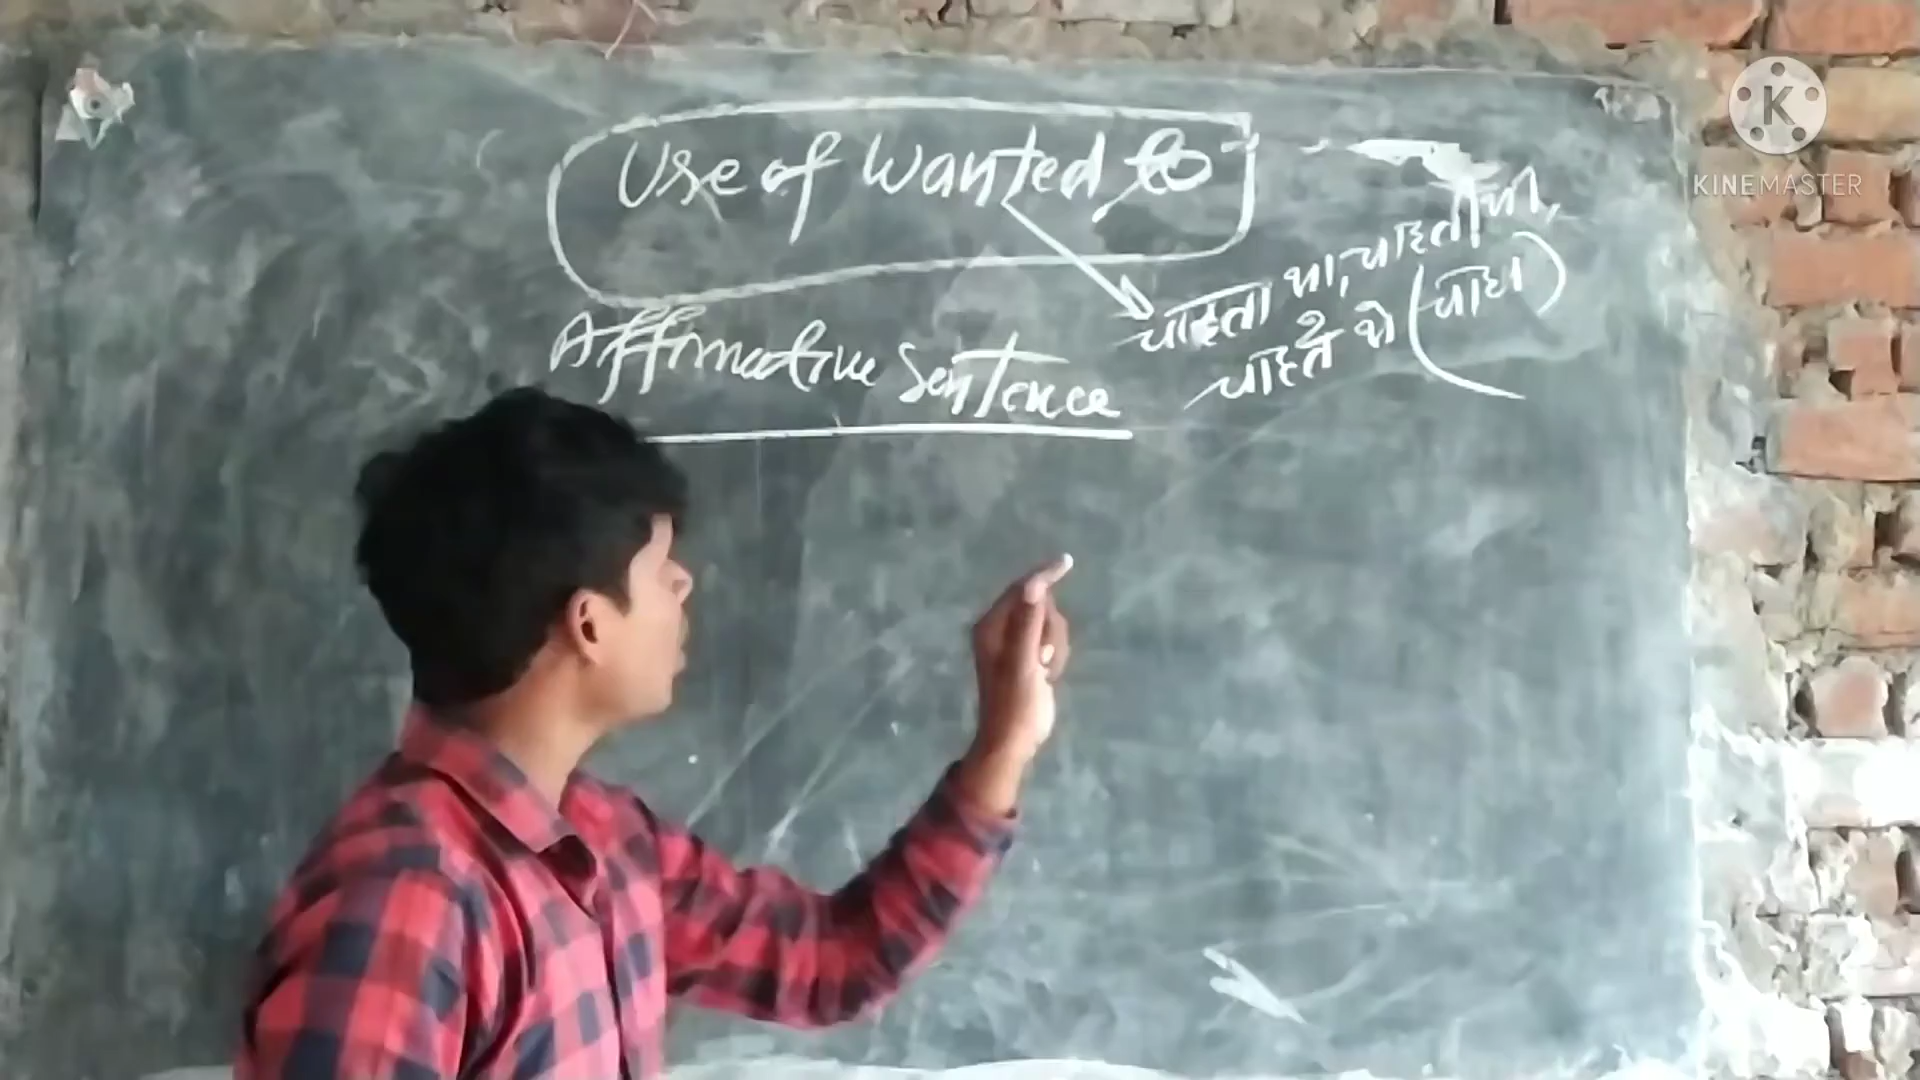 Use of Wanted to
चाहता था, चाहती थी,
चाहते थे (चाहा)
Affirmative Sentence
KINEMASTER